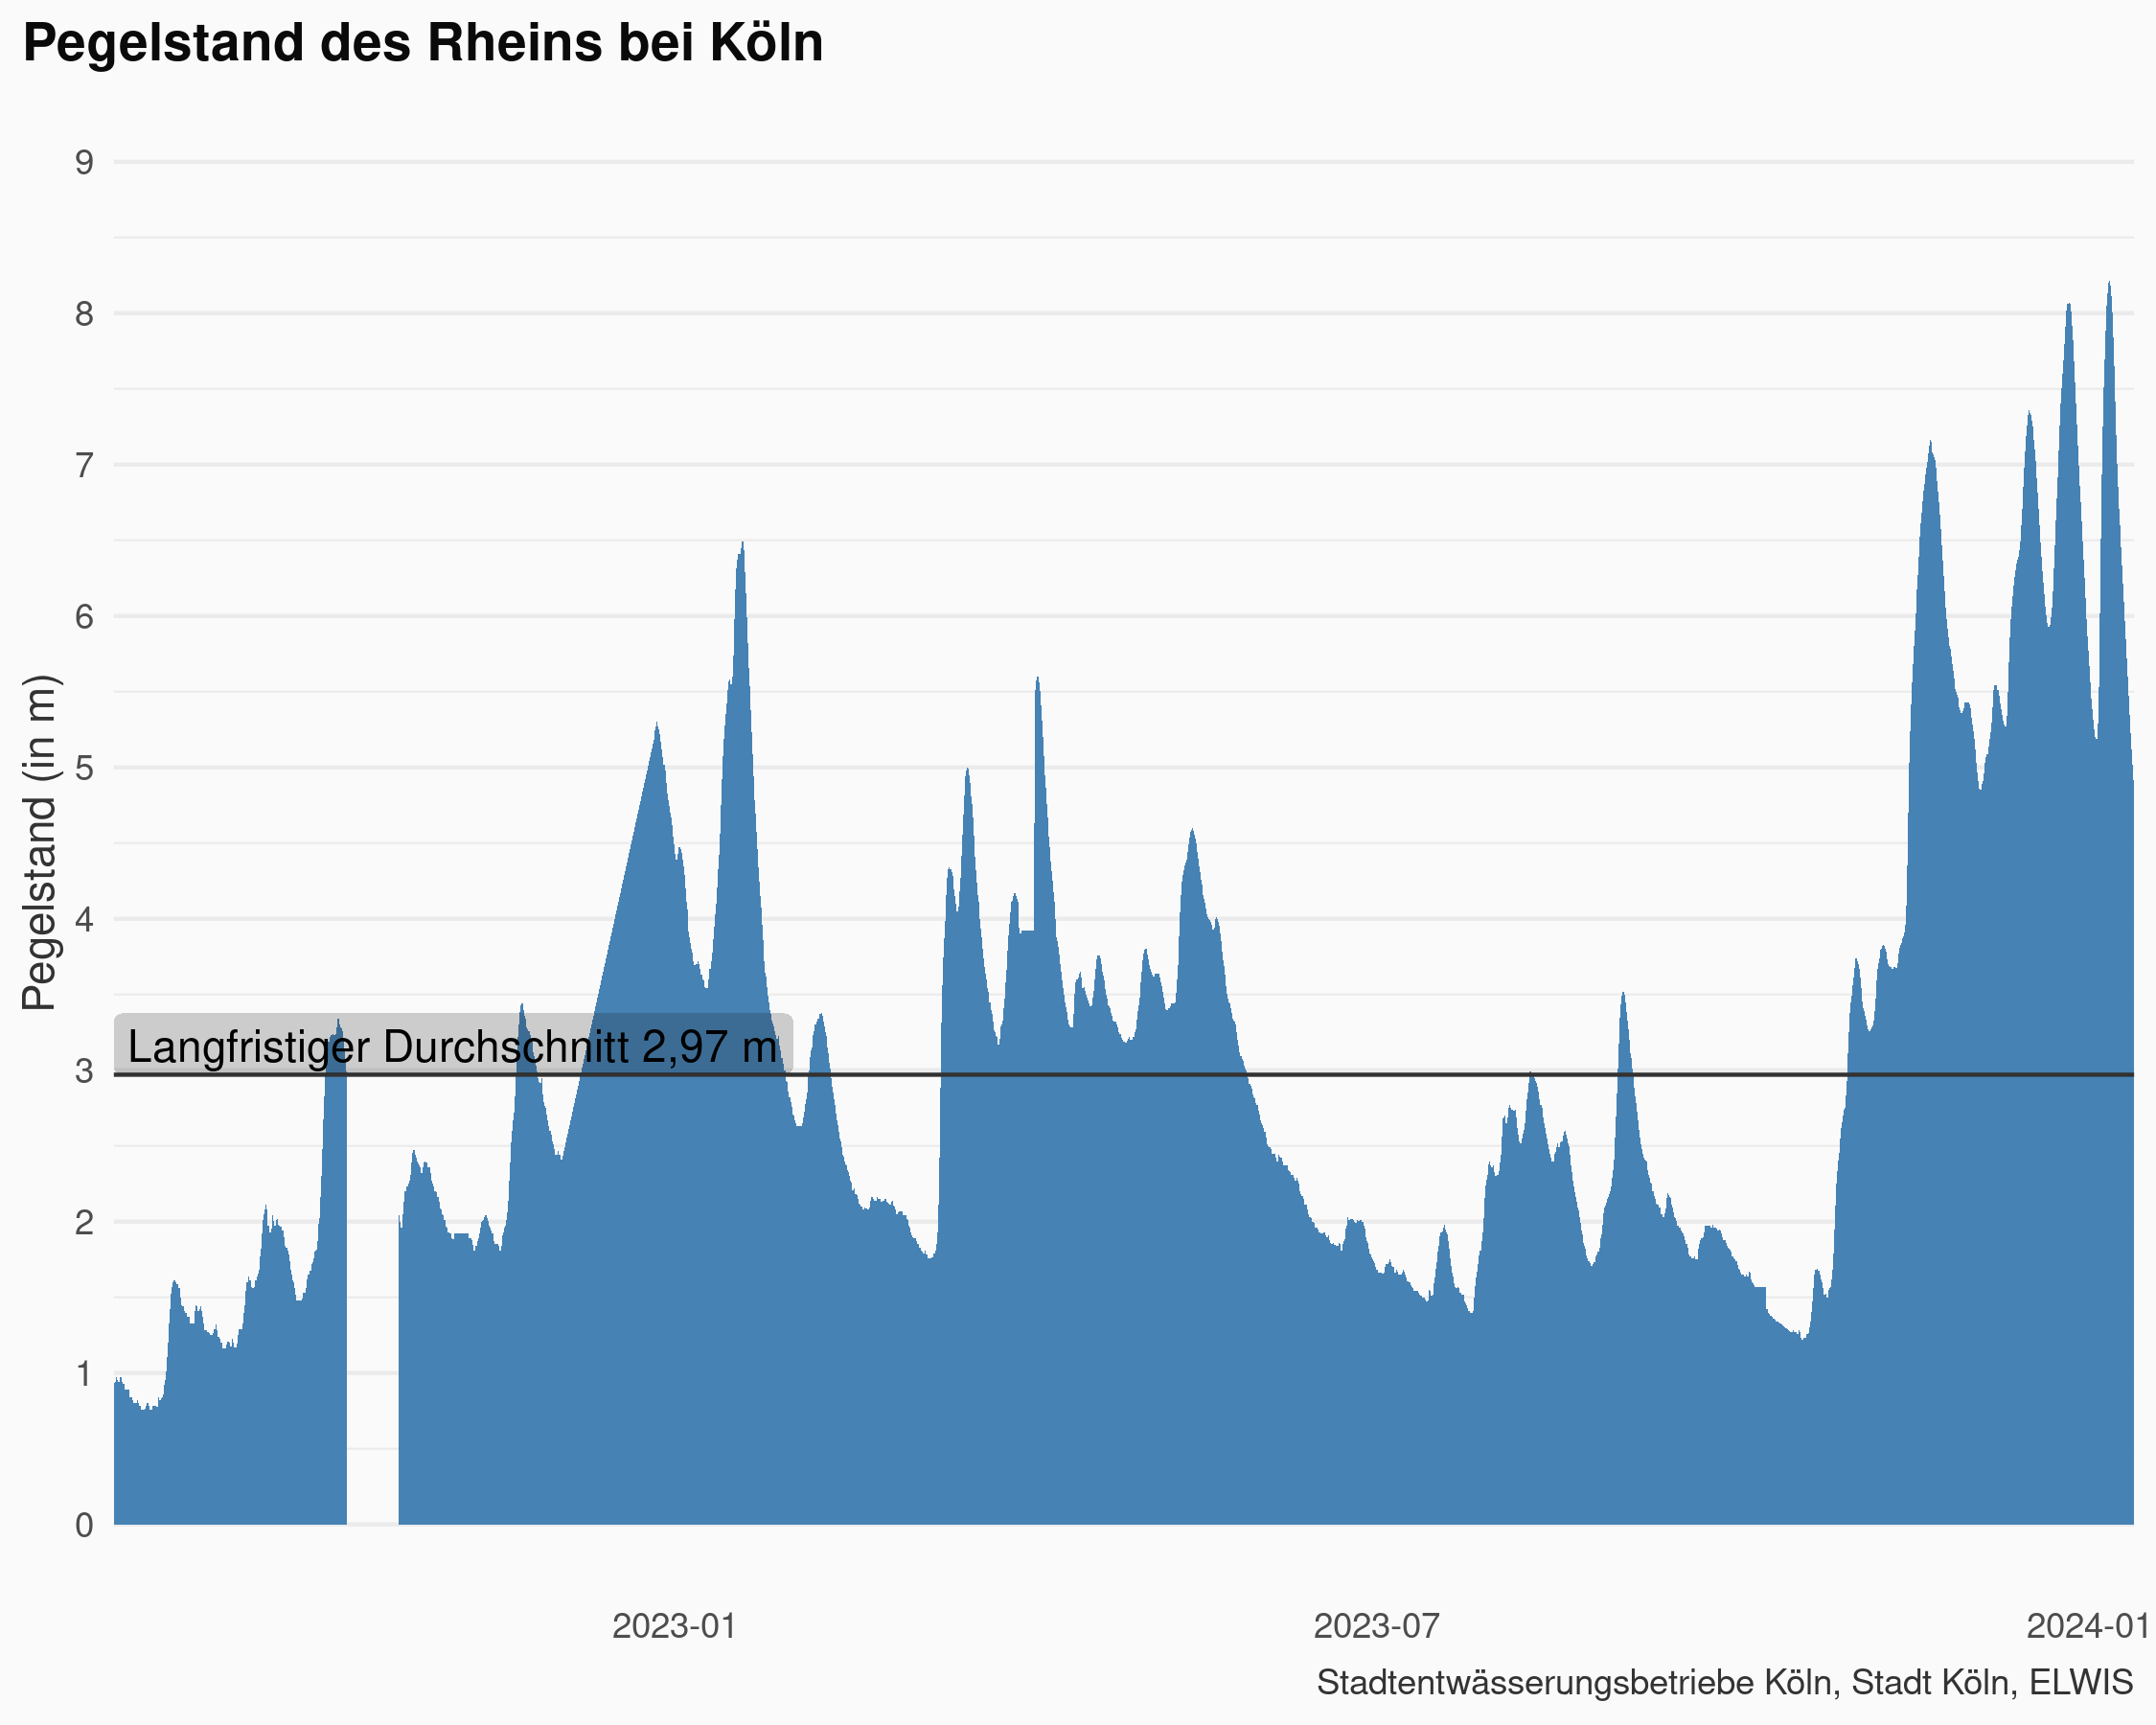 Pegelstand des Rheins bei Köln
Pegelstand (in m)
9
8
7
6
5
4
Langfristiger Durchschnitt 2,97 m
3
2
1
0
2023-01 2023-07 2024-01
Stadtentwässerungsbetriebe Köln, Stadt Köln, ELWIS